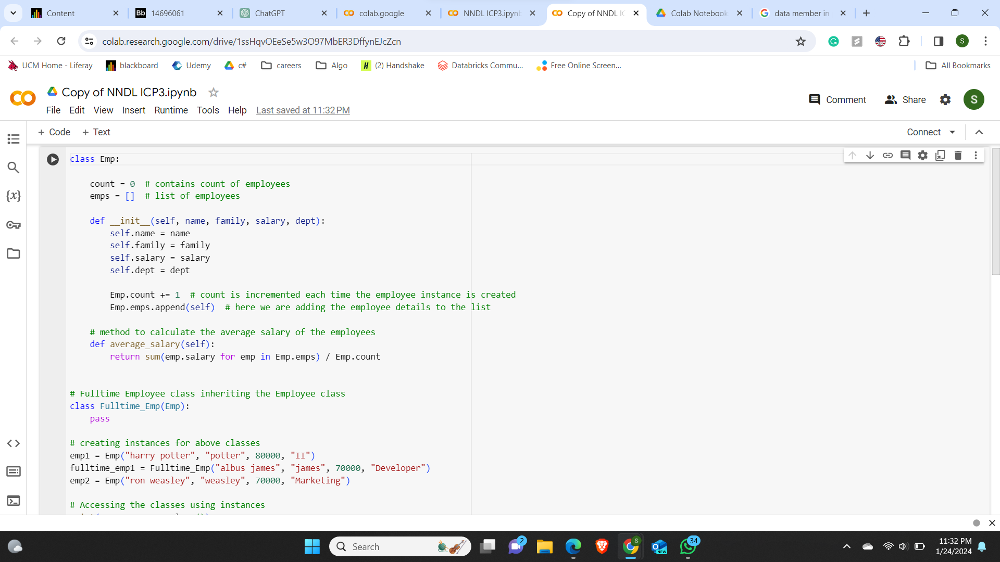 Content
Bb 14696061
ChatGPT
colab.google
NNDL ICP3.ipynb
Copy of NNDL IC
Colab Notebook
data member in
colab.research.google.com/drive/1ssHqvOEeSe5w3O97MbER3DffynEJcZcn
S
UCM Home - Liferay
blackboard
Udemy
c#
careers
Algo
H (2) Handshake
Databricks Commu...
Free Online Screen...
All Bookmarks
Copy of NNDL ICP3.ipynb
File Edit View Insert Runtime Tools Help Last saved at 11:32 PM
Comment
Share
S
+ Code + Text
Connect
{x}
class Emp:
count = 0 # contains count of employees
emps = [] # list of employees
def __init__(self, name, family, salary, dept):
self.name = name
self.family = family
self.salary = salary
self.dept = dept
Emp.count += 1 # count is incremented each time the employee instance is created
Emp.emps.append(self) # here we are adding the employee details to the list
# method to calculate the average salary of the employees
def average_salary(self):
return sum(emp.salary for emp in Emp.emps) / Emp.count
# Fulltime Employee class inheriting the Employee class
class Fulltime_Emp(Emp):
pass
# creating instances for above classes
emp1 = Emp("harry potter", "potter", 80000, "II")
fulltime_emp1 = Fulltime_Emp("albus james", "james", 70000, "Developer")
emp2 = Emp("ron weasley", "weasley", 70000, "Marketing")
# Accessing the classes using instances
Search
2
S
NEW
34
11:32 PM
1/24/2024